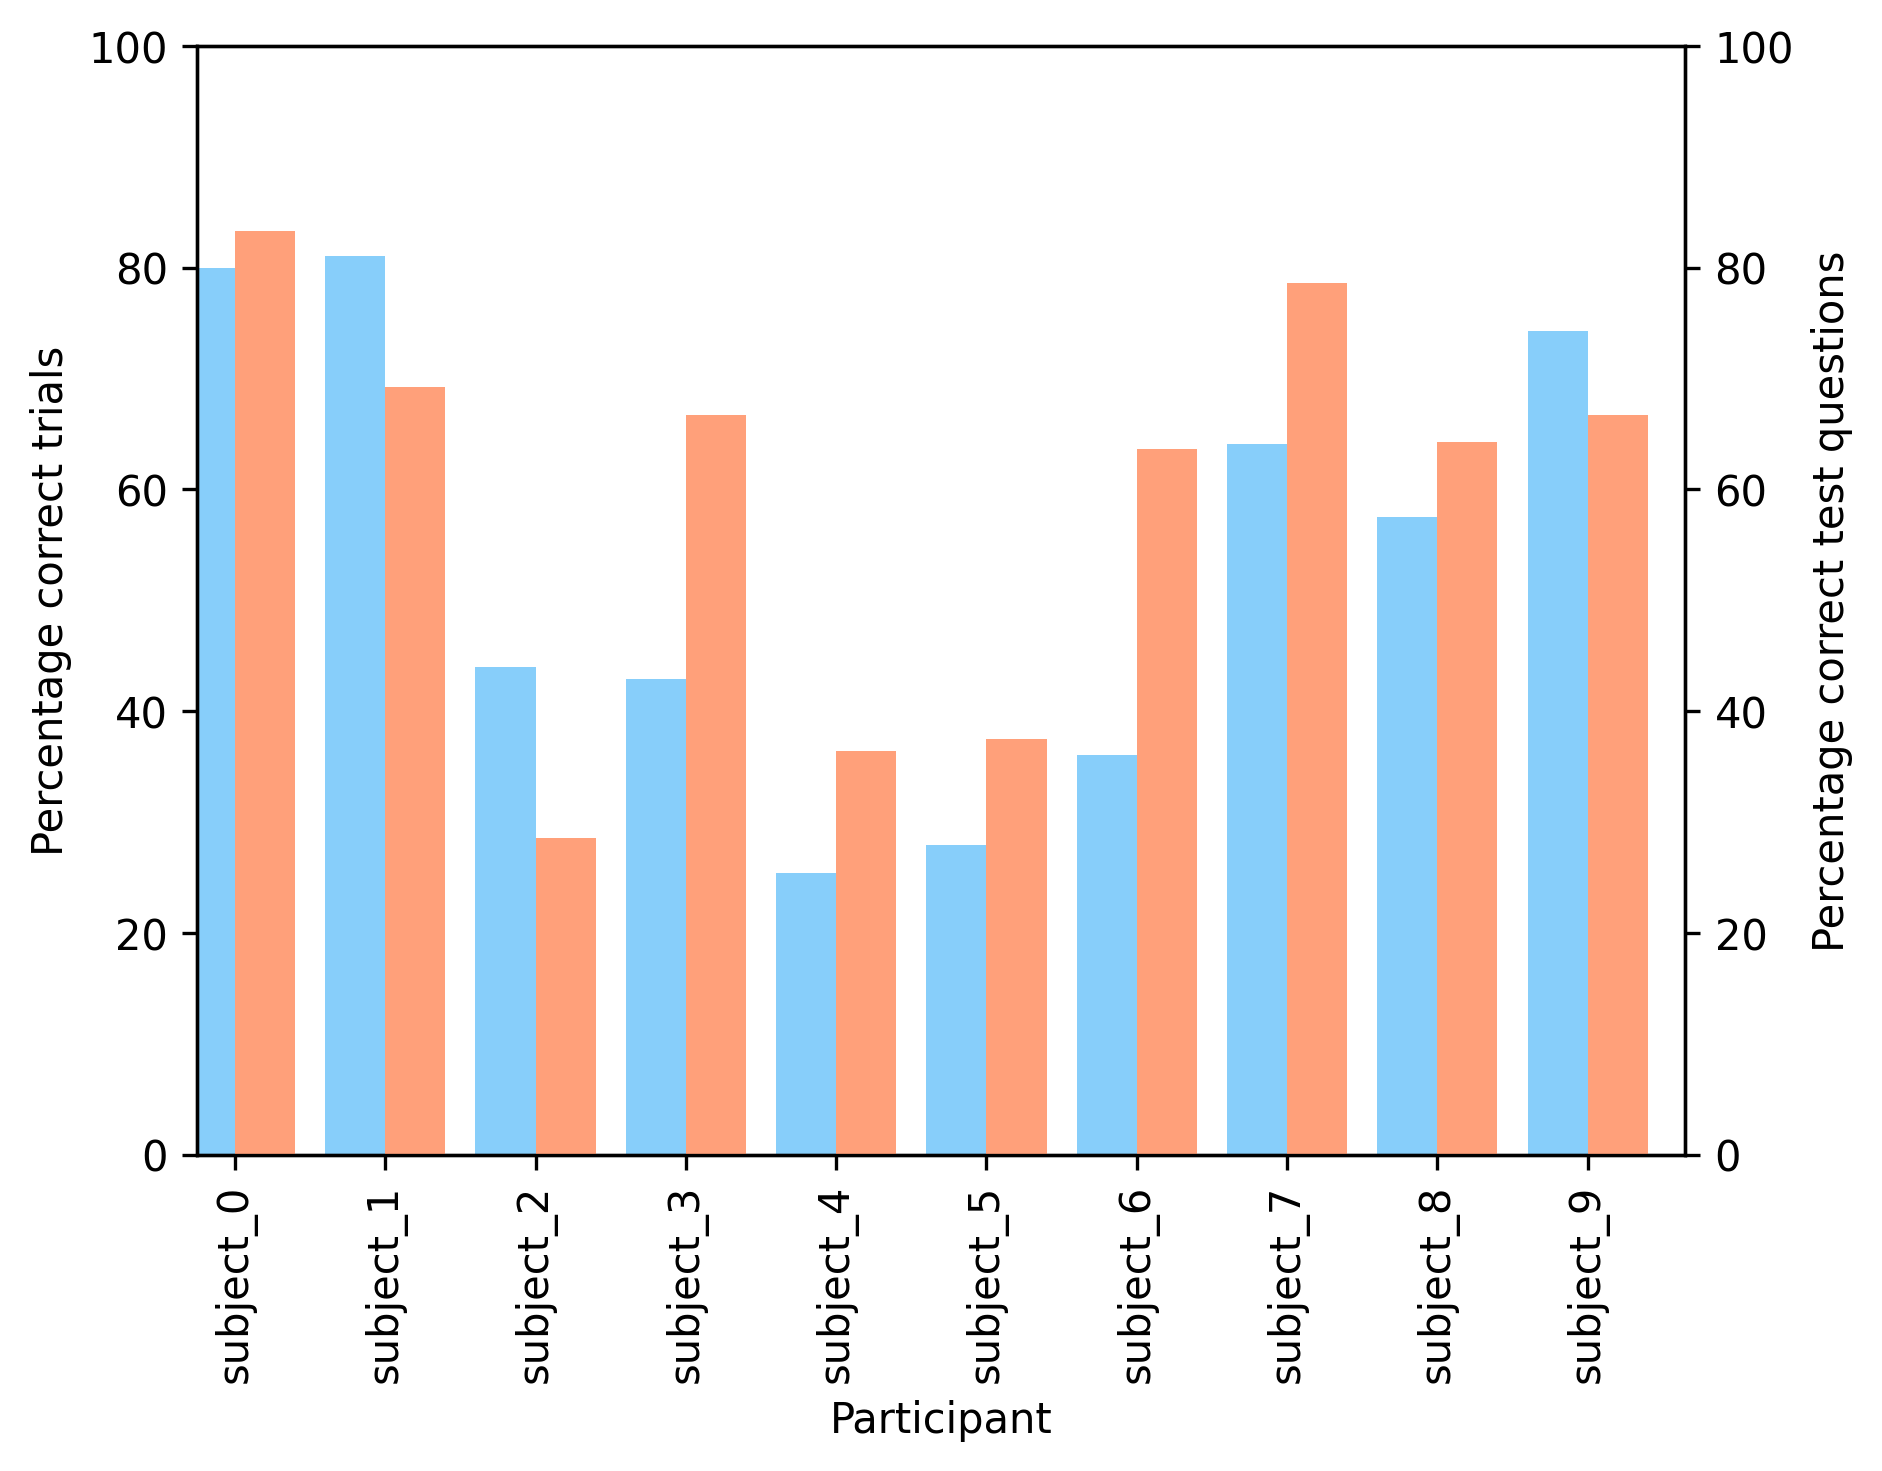 Percentage correct trials
100
80
60
40
20
0
100
80
60
40
20
0
Percentage correct test questions
subject_0
subject_1
subject_2
subject_3
subject_4
subject_5
subject_6
subject_7
subject_8
subject_9
Participant